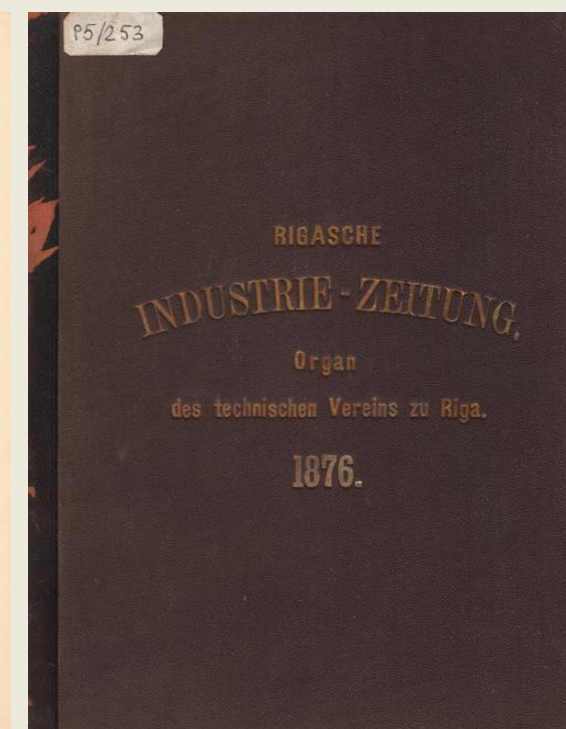 P5/253
RIGASCHE
INDUSTRIE-ZEITUNG.
Organ
des technischen Vereins zu Riga.
1876.